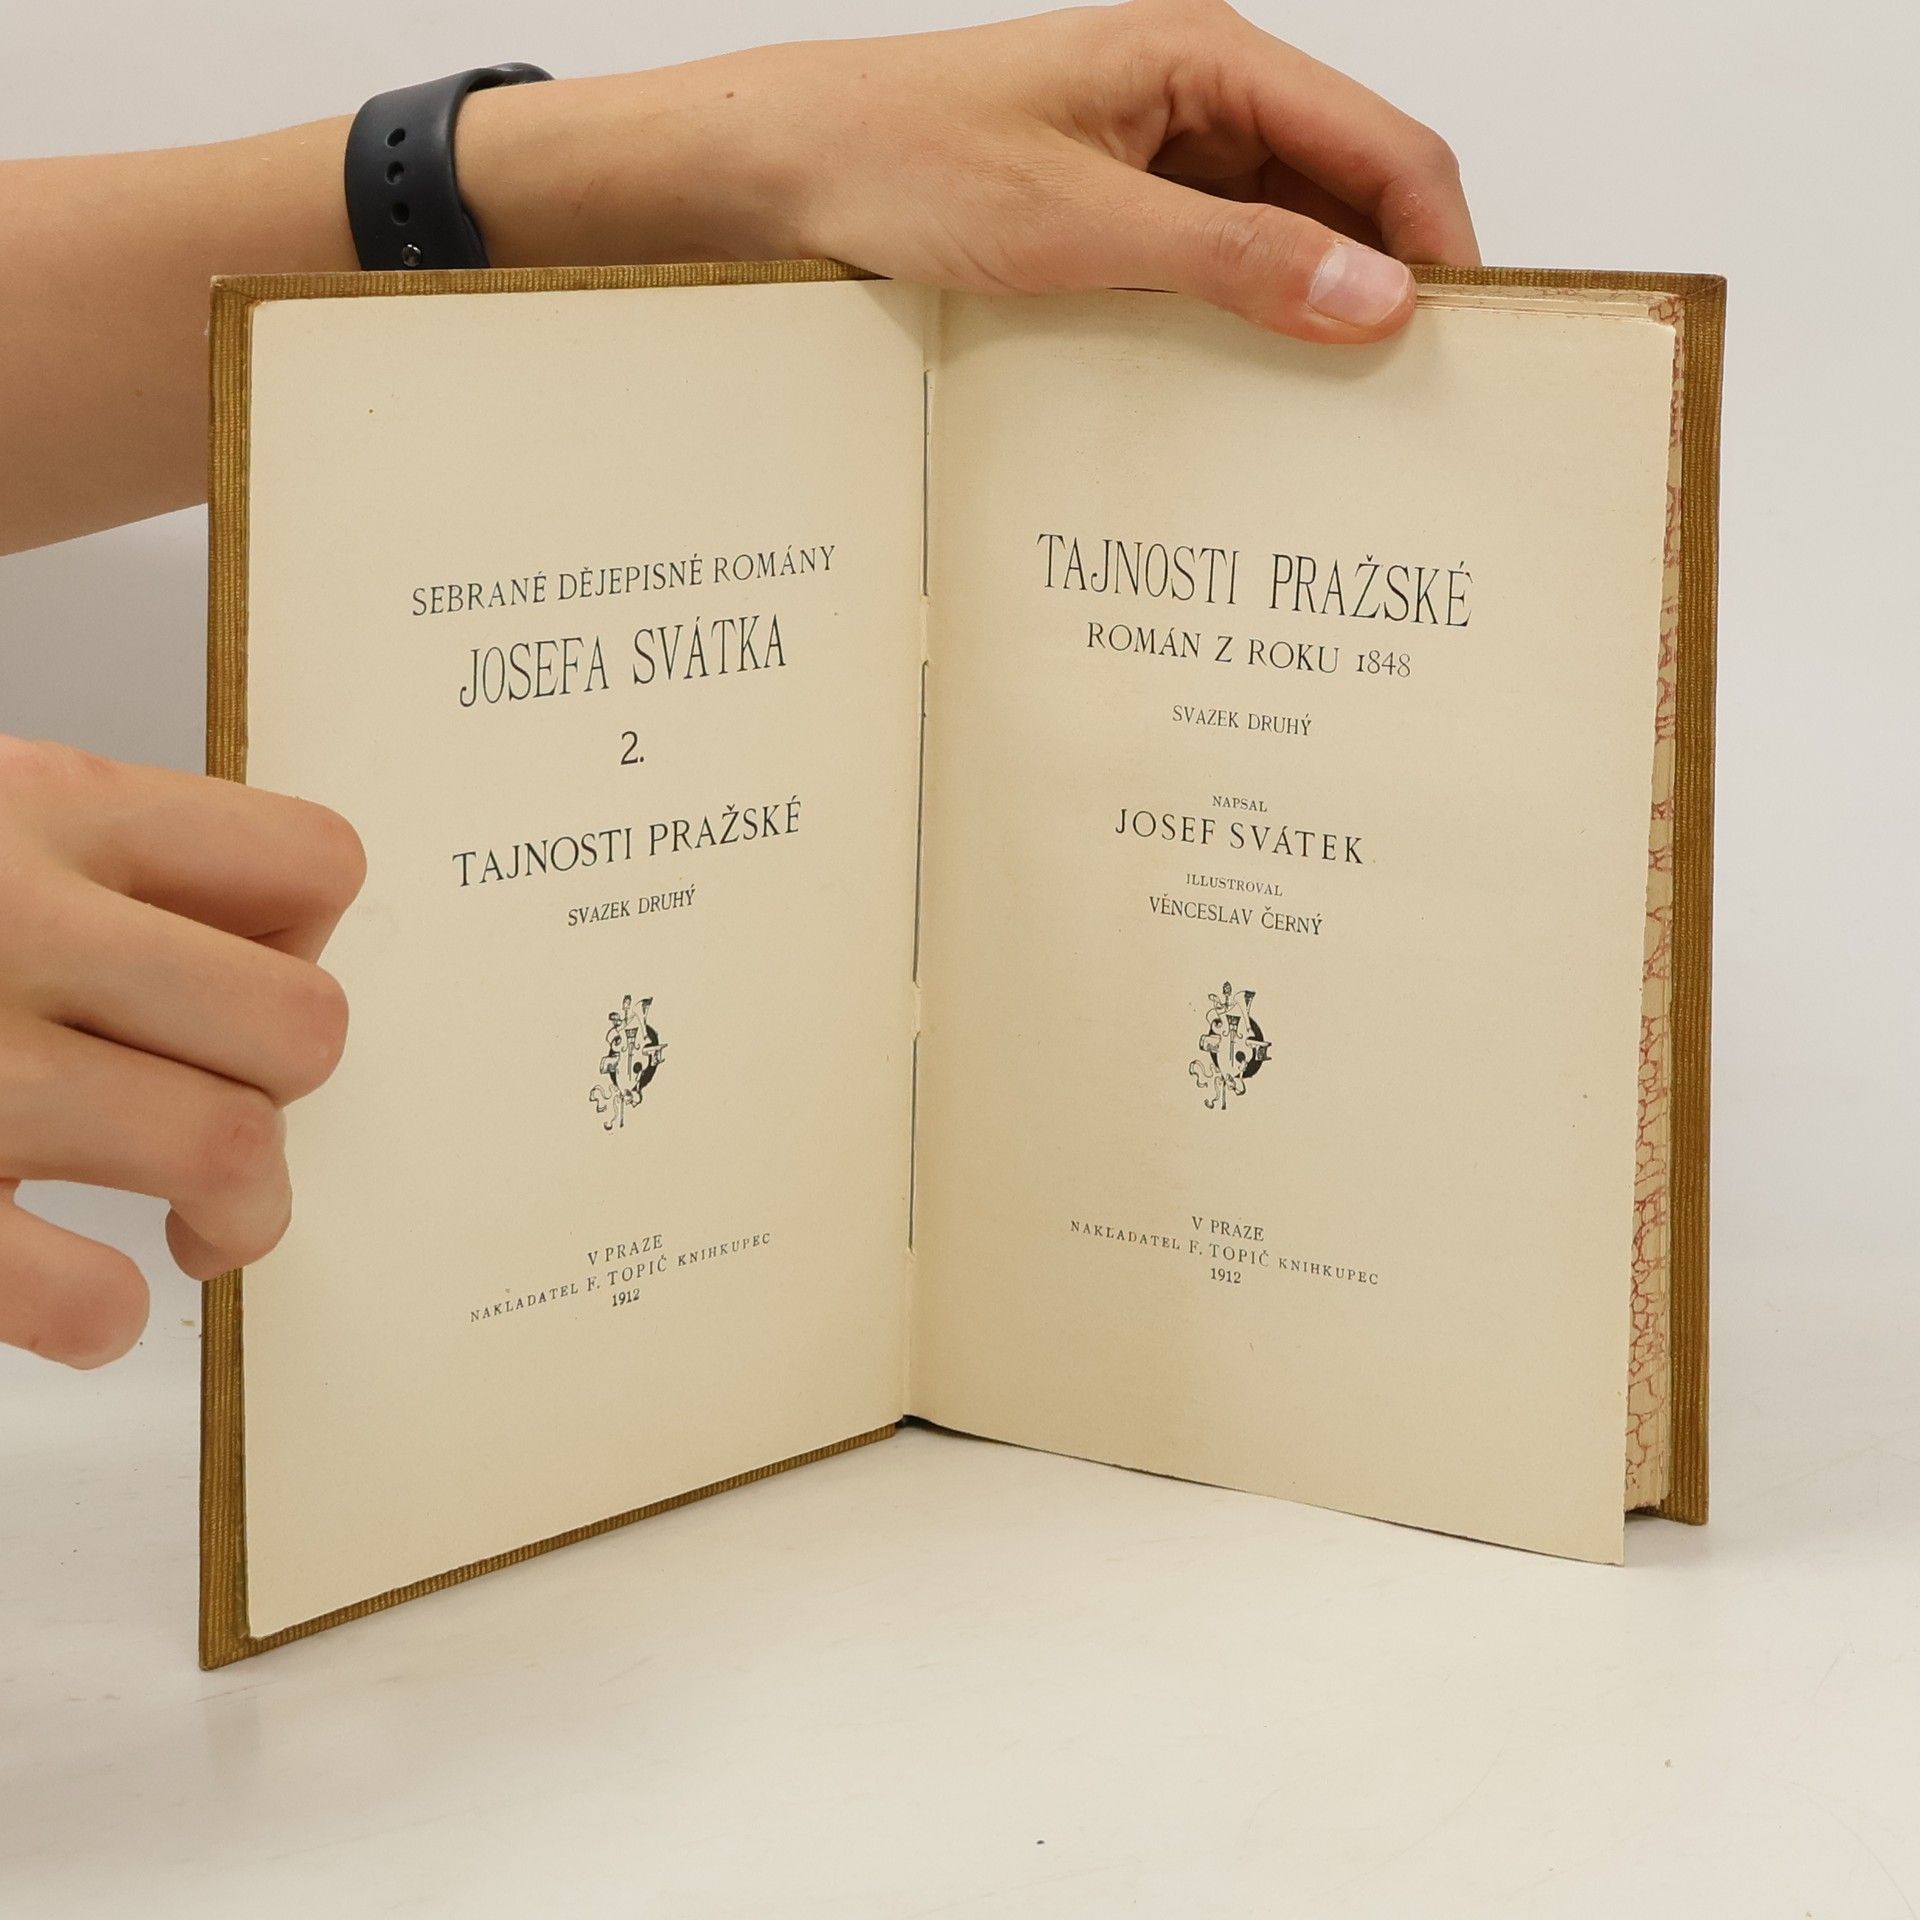 SEBRANÉ DĚJEPISNÉ ROMÁNY
JOSEFA SVÁTKA
2.
TAJNOSTI PRAŽSKÉ
SVAZEK DRUHÝ
V PRAZE
NAKLADATEL F. TOPIČ KNIHKUPEC
1912
TAJNOSTI PRAŽSKÉ
ROMÁN Z ROKU 1848
SVAZEK DRUHÝ
NAPSAL
JOSEF SVÁTEK
ILLUSTROVAL
VĚNCESLAV ČERNÝ
V PRAZE
NAKLADATEL F. TOPIČ KNIHKUPEC
1912